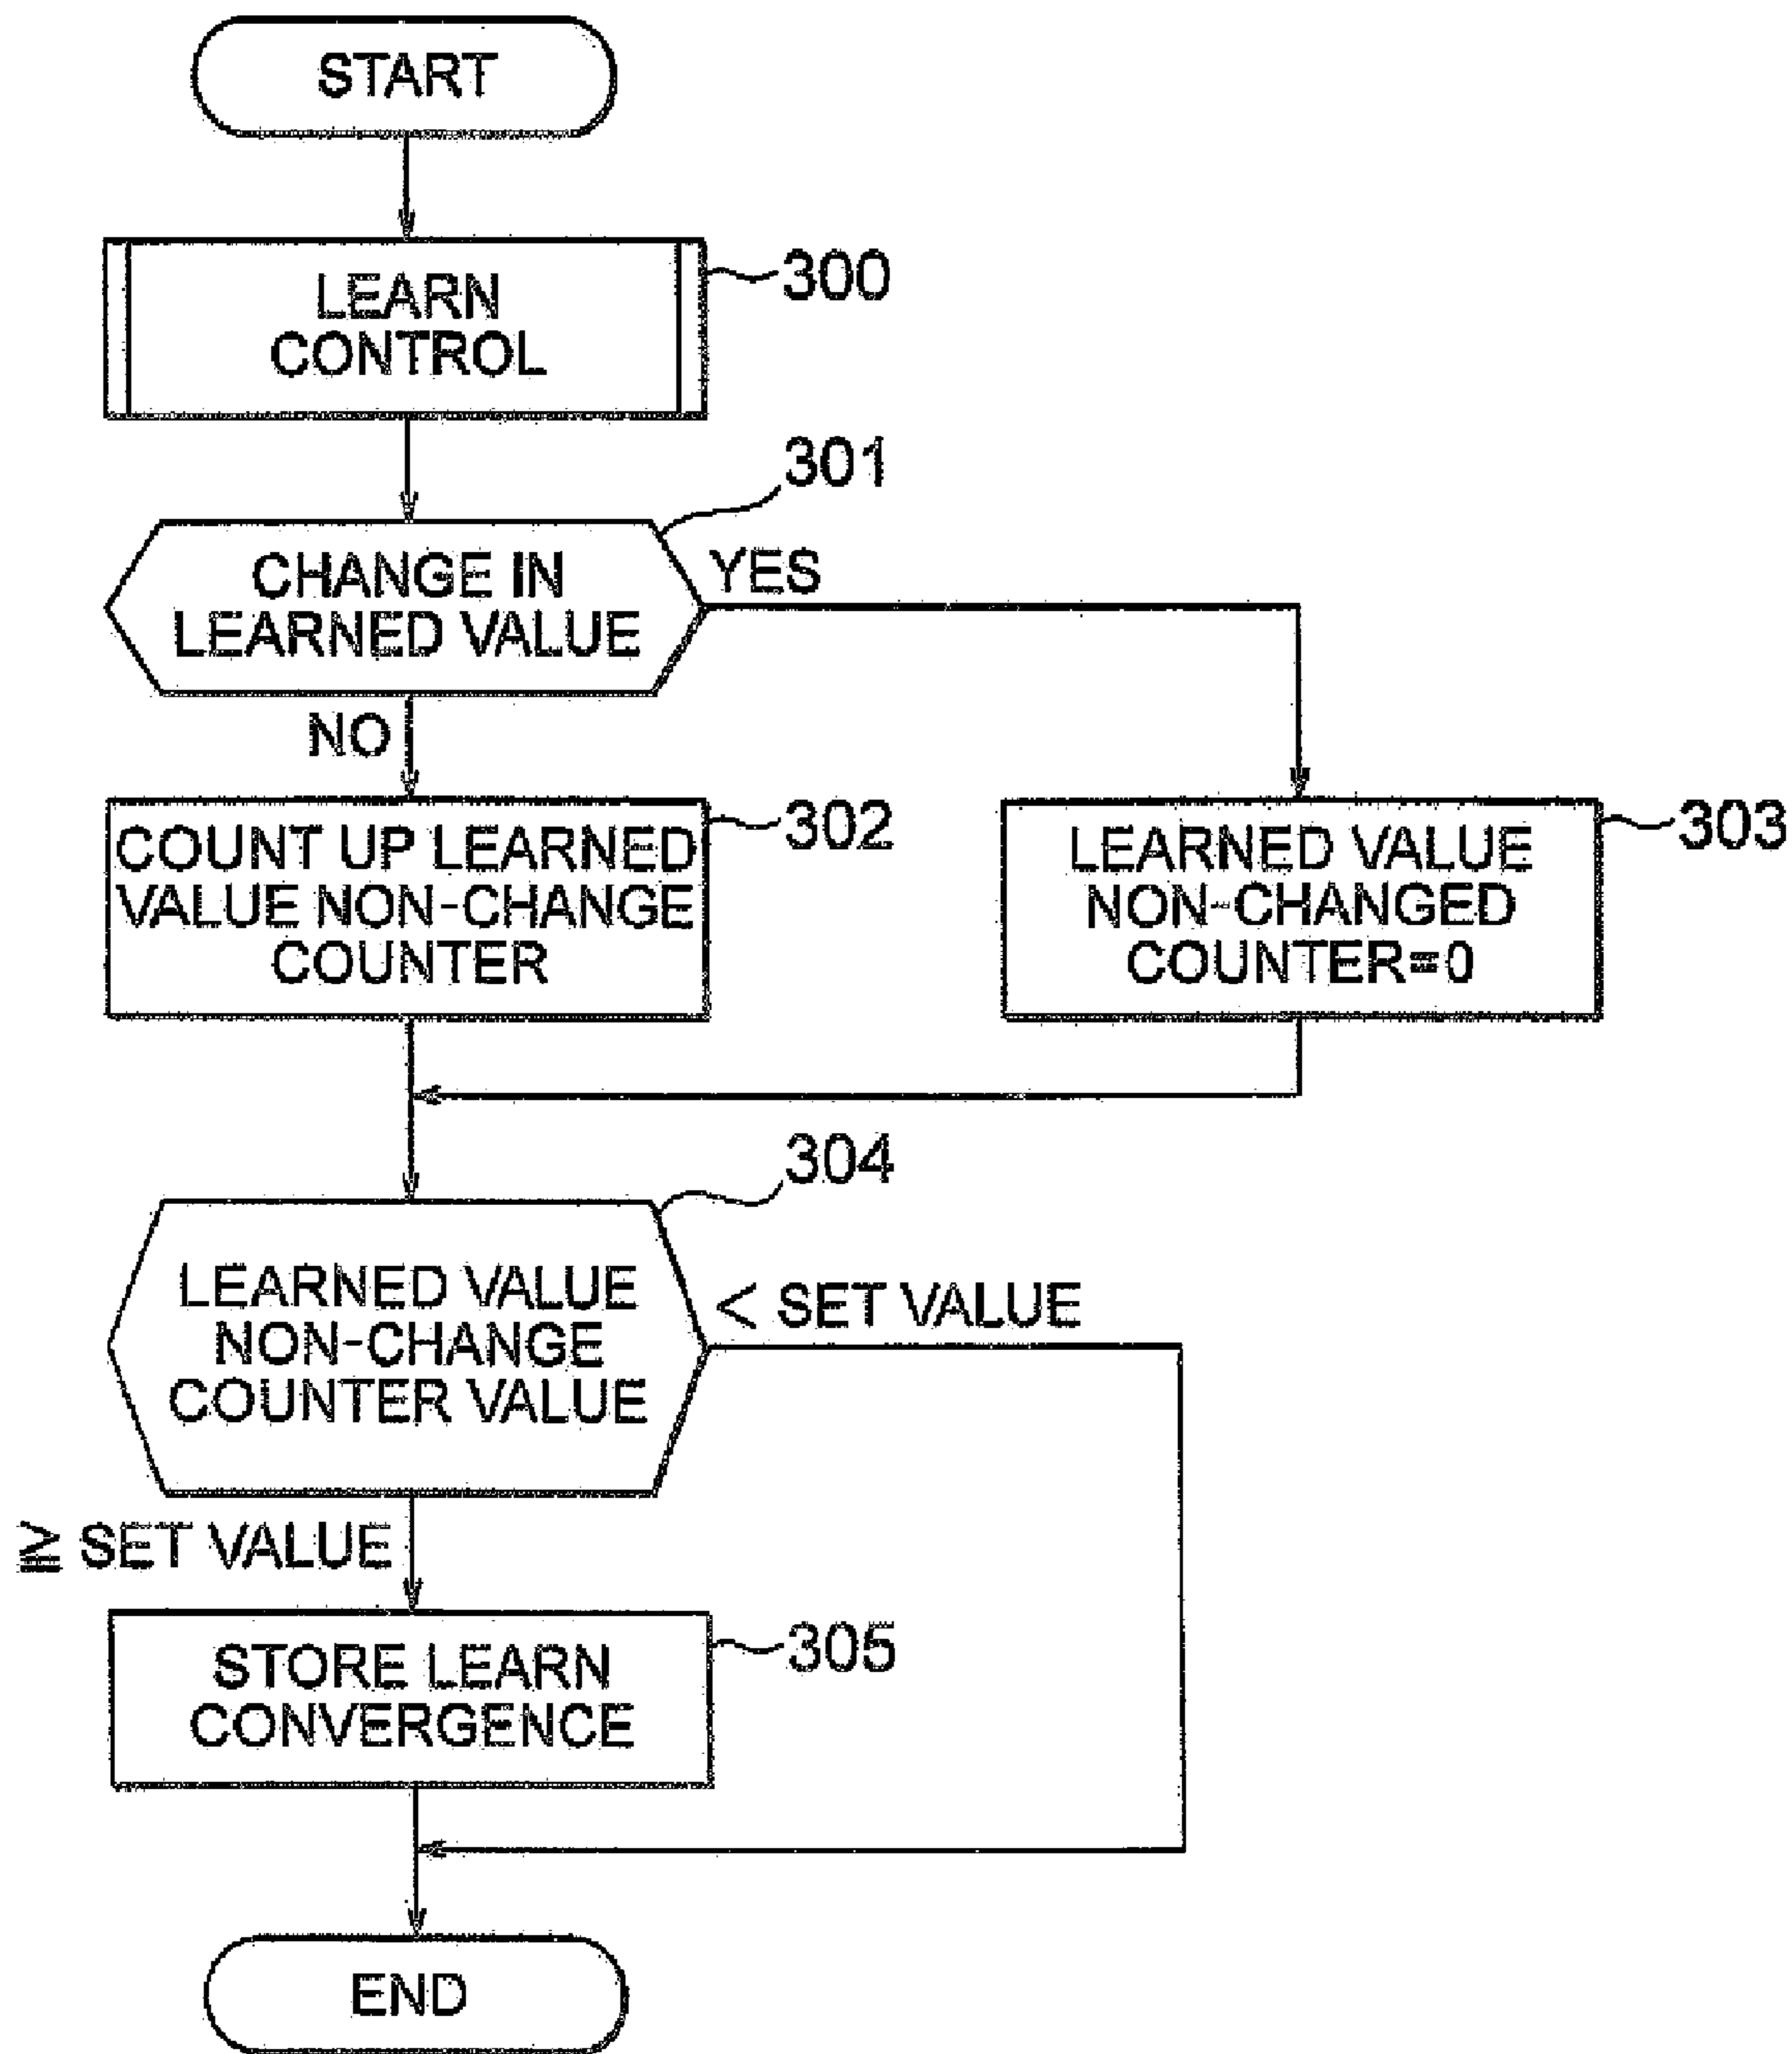 START
LEARN
CONTROL
300
301
CHANGE IN
LEARNED VALUE
YES
NO
COUNT UP LEARNED
VALUE NON-CHANGE
COUNTER
302
LEARNED VALUE
NON-CHANGED
COUNTER=0
303
304
LEARNED VALUE
NON-CHANGE
COUNTER VALUE
< SET VALUE
≧ SET VALUE
STORE LEARN
CONVERGENCE
305
END